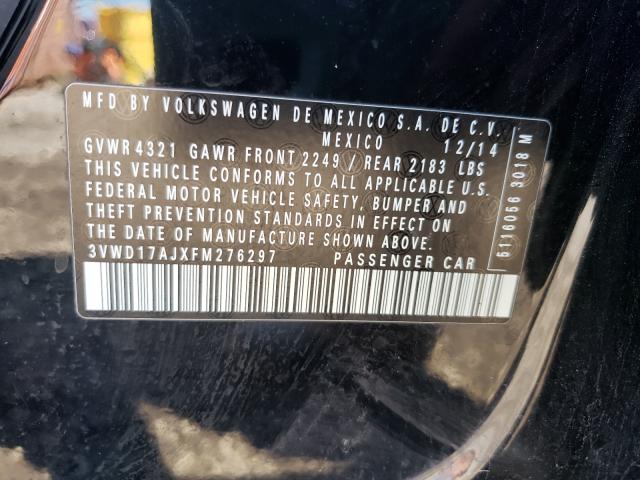 MFD BY VOLKSWAGEN DE MEXICO S.A. DE C.V.
MEXICO 12/14
GVWR 4321 GAWR FRONT 2249 / REAR 2183 LBS
THIS VEHICLE CONFORMS TO ALL APPLICABLE U.S.
FEDERAL MOTOR VEHICLE SAFETY, BUMPER AND
THEFT PREVENTION STANDARDS IN EFFECT ON
THE DATE OF MANUFACTURE SHOWN ABOVE.
3VWD17AJXFM276297 PASSENGER CAR
61J6066 3018 M